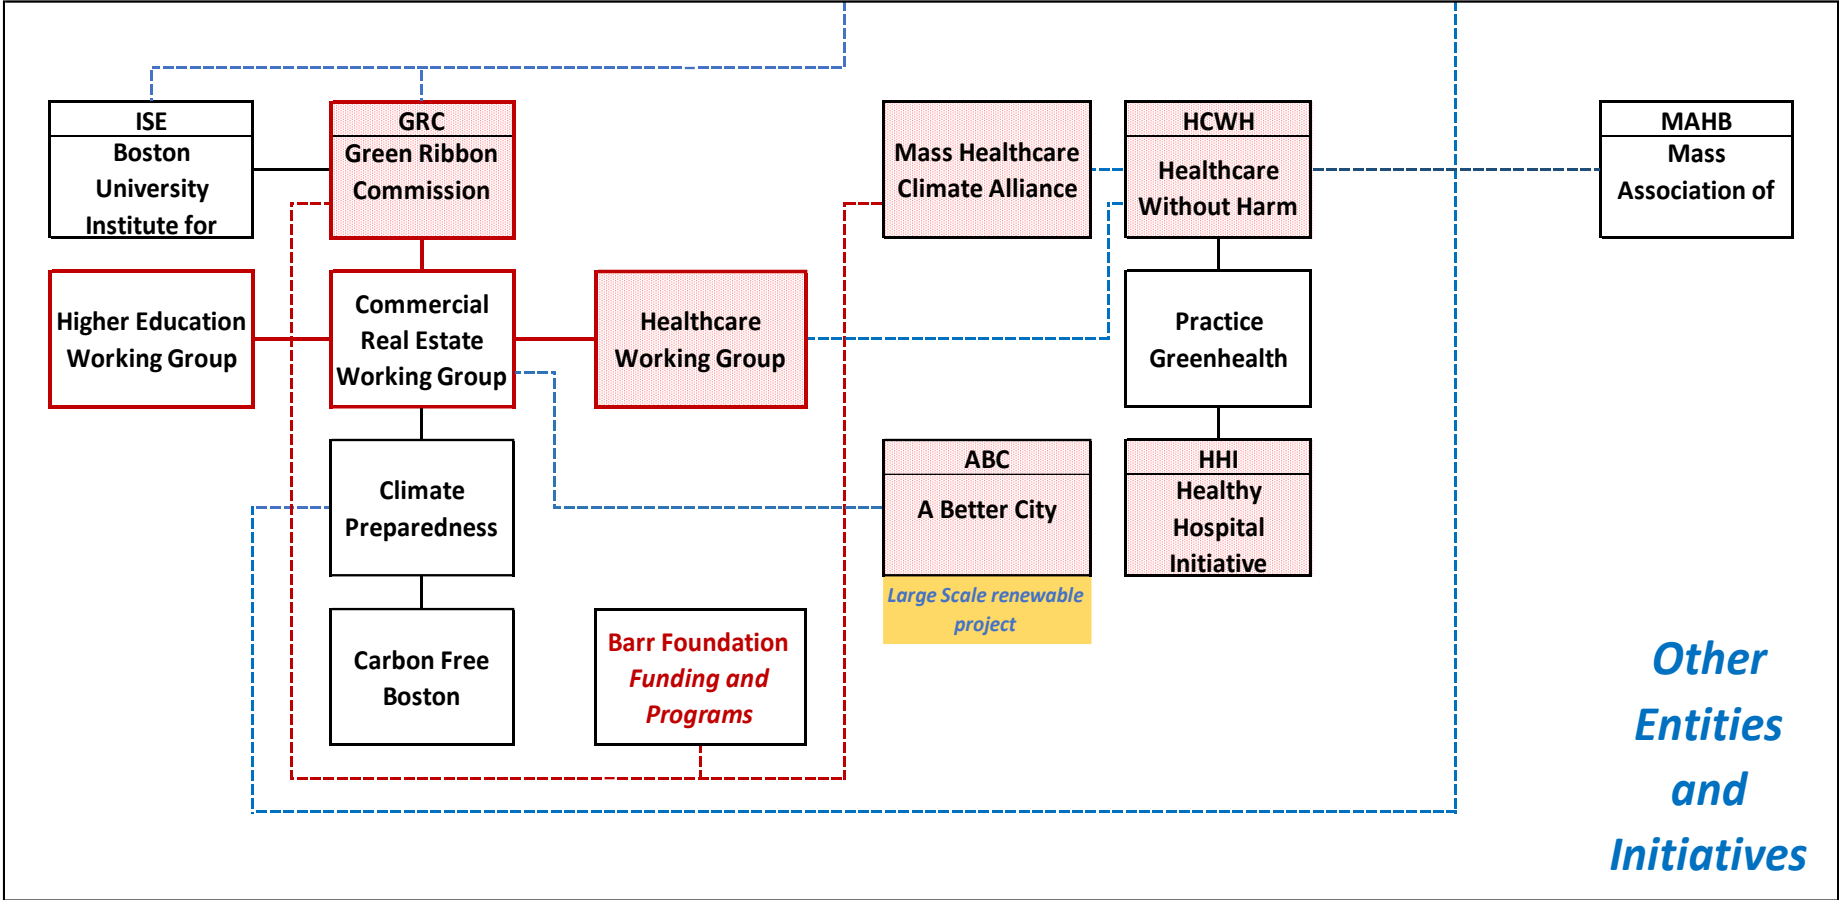 ISE
Boston
University
Institute for
GRC
Green Ribbon
Commission
Mass Healthcare
Climate Alliance
HCWH
Healthcare
Without Harm
MAHB
Mass
Association of
Higher Education
Working Group
Commercial
Real Estate
Working Group
Healthcare
Working Group
Practice
Greenhealth
Climate
Preparedness
ABC
A Better City
Large Scale renewable
project
HHI
Healthy
Hospital
Initiative
Carbon Free
Boston
Barr Foundation
Funding and
Programs
Other
Entities
and
Initiatives